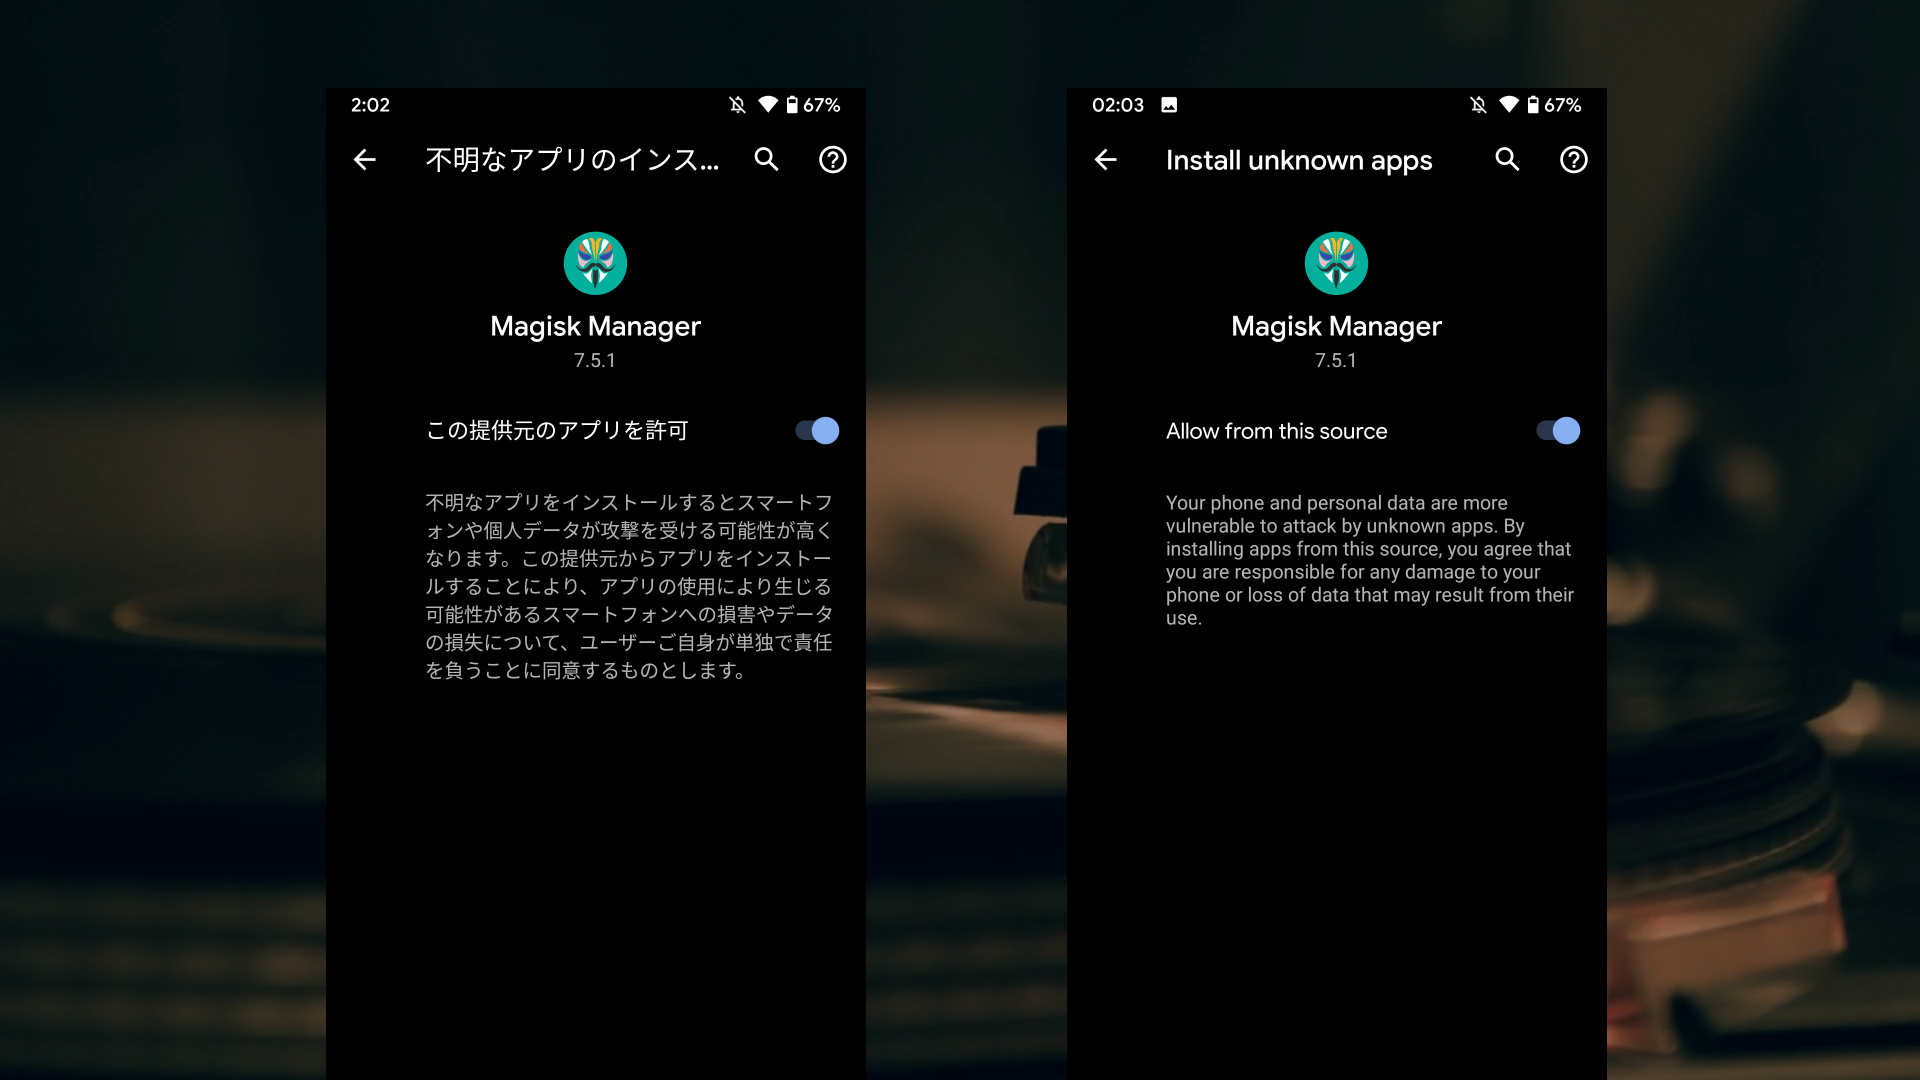 2:02
67%
不明なアプリのインス...
Magisk Manager
7.5.1
この提供元のアプリを許可
不明なアプリをインストールするとスマートフ
ォンや個人データが攻撃を受ける可能性が高く
なります。この提供元からアプリをインストー
ルすることにより、アプリの使用により生じる
可能性があるスマートフォンへの損害やデータ
の損失について、ユーザーご自身が単独で責任
を負うことに同意するものとします。
02:03
67%
Install unknown apps
Magisk Manager
7.5.1
Allow from this source
Your phone and personal data are more
vulnerable to attack by unknown apps. By
installing apps from this source, you agree that
you are responsible for any damage to your
phone or loss of data that may result from their
use.